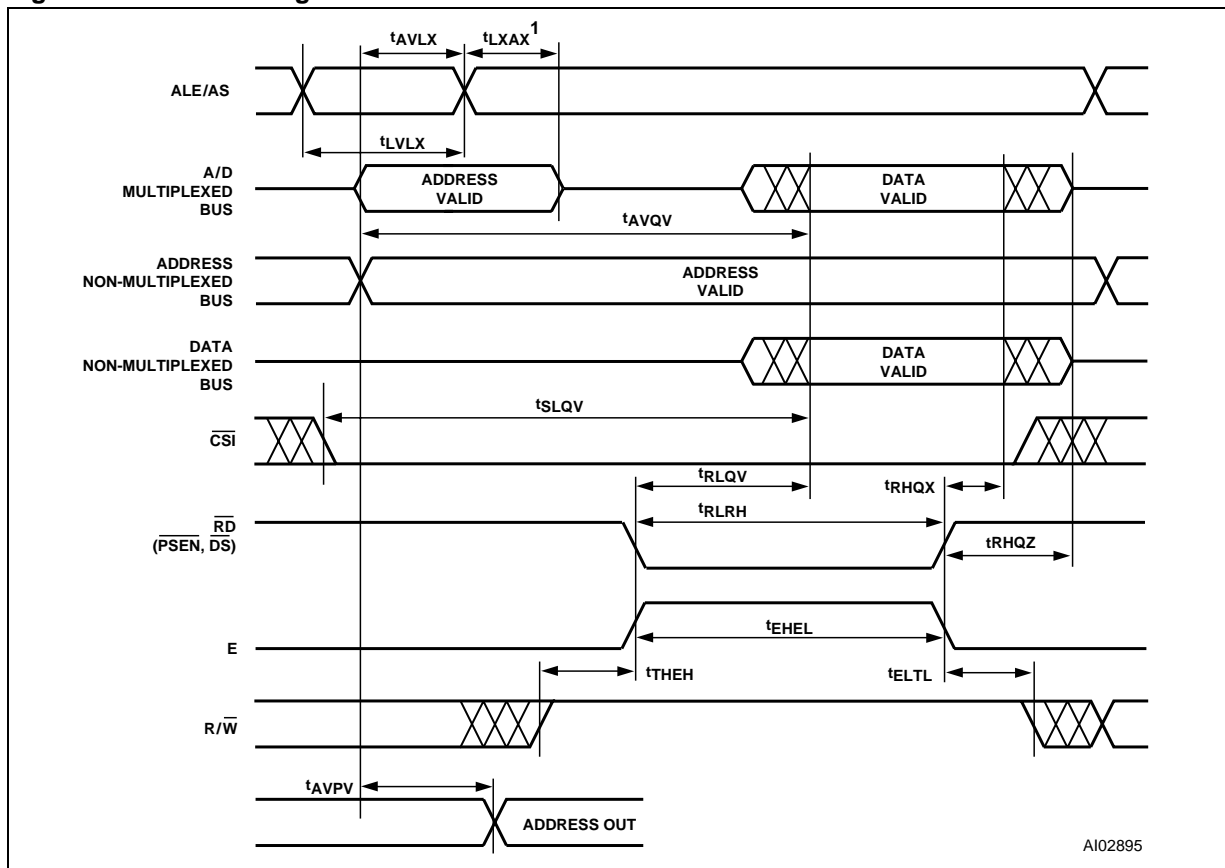 tAVLX tLXAX 1
ALE/AS
tLVLX
A/D
MULTIPLEXED
BUS
ADDRESS
VALID
DATA
VALID
tAVQV
ADDRESS
NON-MULTIPLEXED
BUS
ADDRESS
VALID
DATA
NON-MULTIPLEXED
BUS
DATA
VALID
tSLQV
CSI
tRLQV
tRHQX
tRLRH
RD
(PSEN, DS)
tRHQZ
tEHEL
E
tTHEH
tELTL
R/W
tAVPV
ADDRESS OUT
AI02895